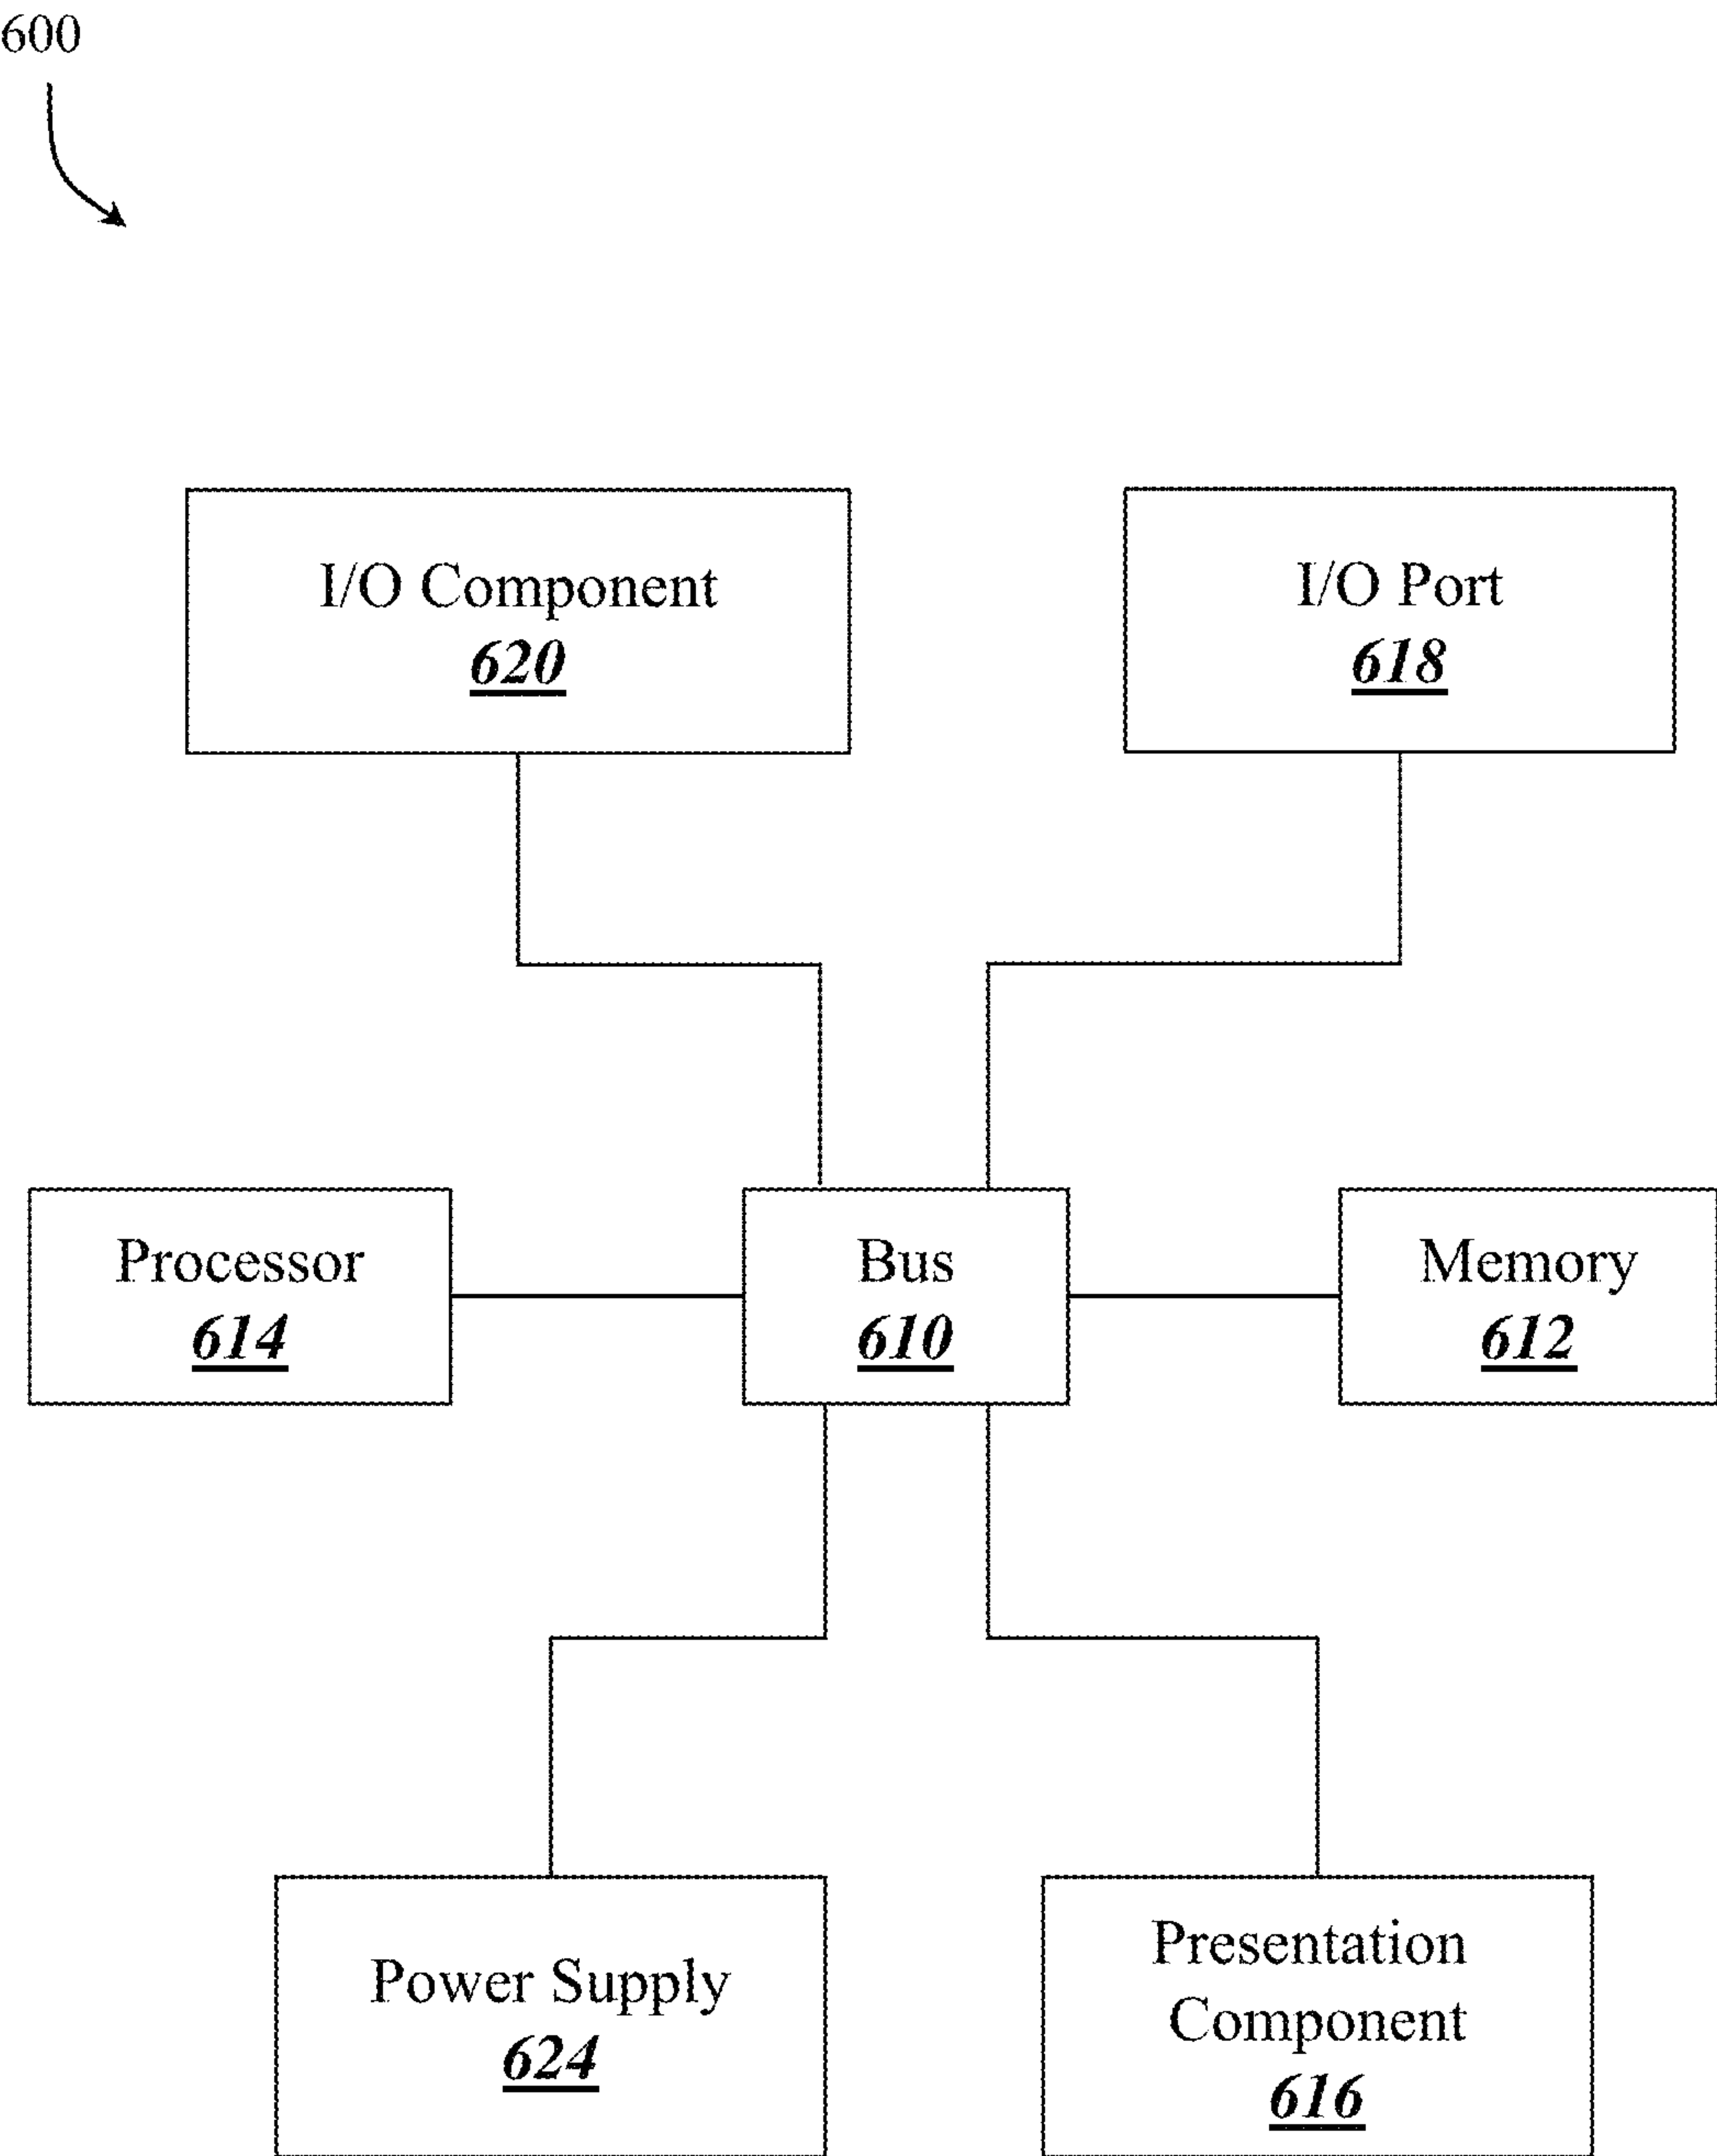 600
I/O Component
620
I/O Port
618
Processor
614
Bus
610
Memory
612
Power Supply
624
Presentation
Component
616